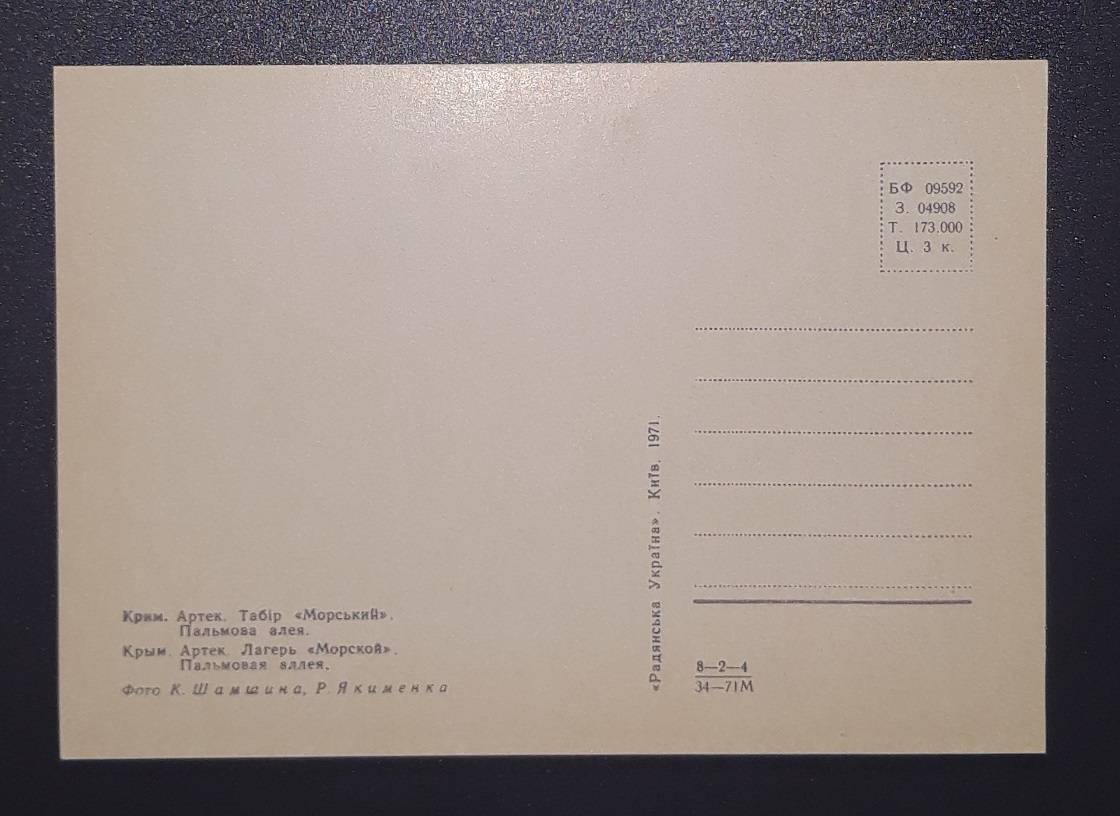 БФ 09592
З. 04908
Т. 173.000
Ц. 3 к.
«Радянська Україна». Київ. 1971.
Крим. Артек. Табір «Морський».
Пальмова алея.
Крым. Артек. Лагерь «Морской».
Пальмовая аллея.
Фото К. Шамшина, Р. Якименка
8—2—4
34—71М